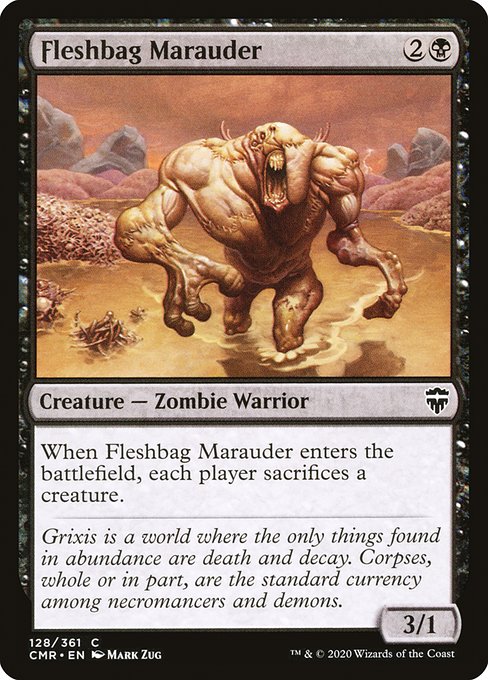 Fleshbag Marauder 2
Creature — Zombie Warrior
When Fleshbag Marauder enters the
battlefield, each player sacrifices a
creature.
Grixis is a world where the only things found
in abundance are death and decay. Corpses,
whole or in part, are the standard currency
among necromancers and demons.
3/1
128/361 C
CMR • EN Mark Zug
™ & © 2020 Wizards of the Coast